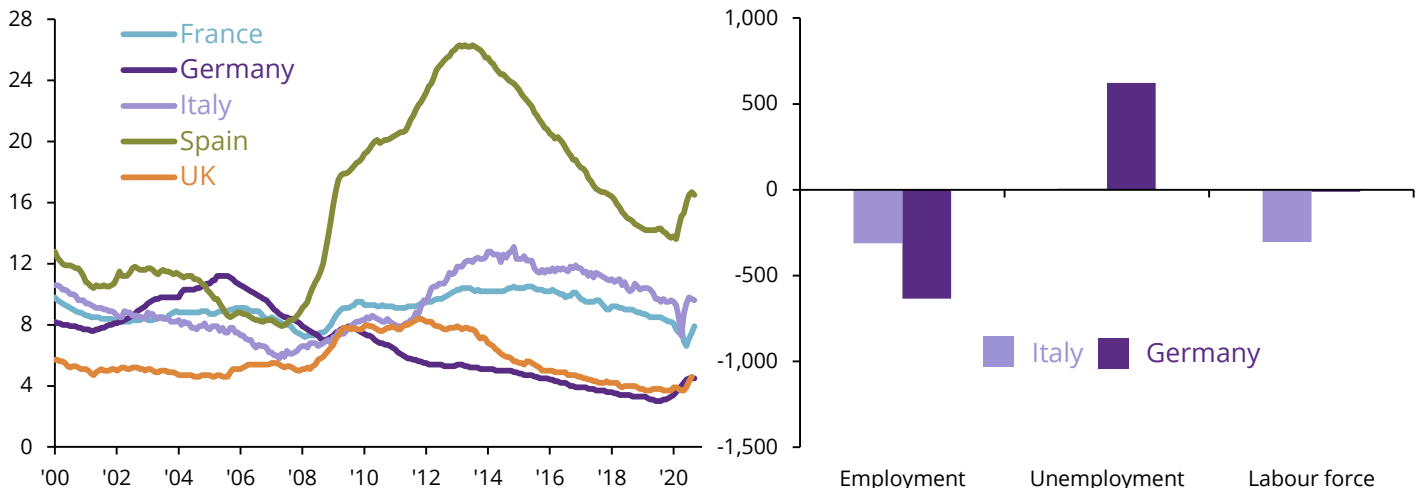 28
24
20
16
12
8
4
0
France
Germany
Italy
Spain
UK
'00 '02 '04 '06 '08 '10 '12 '14 '16 '18 '20
1,000
500
0
-500
-1,000
-1,500
Italy Germany
Employment Unemployment Labour force